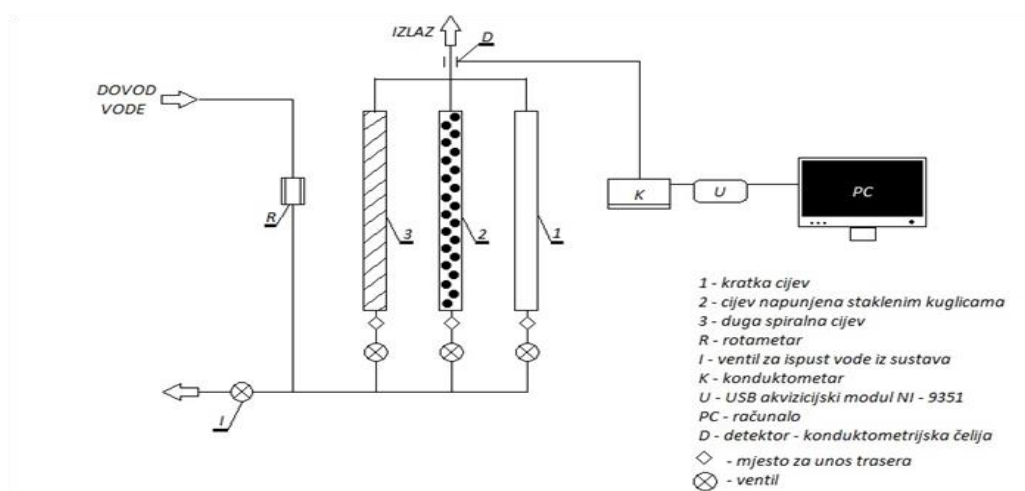 IZLAZ
D
DOVOD
VODE
R
3
2
1
K
U
PC
I
1 - kratka cijev
2 - cijev napunjena staklenim kuglicama
3 - duga spiralna cijev
R - rotametar
I - ventil za ispust vode iz sustava
K - konduktometar
U - USB akvizicijski modul NI - 9351
PC - računalo
D - detektor - konduktometrijska čelija
- mjesto za unos trasera
- ventil